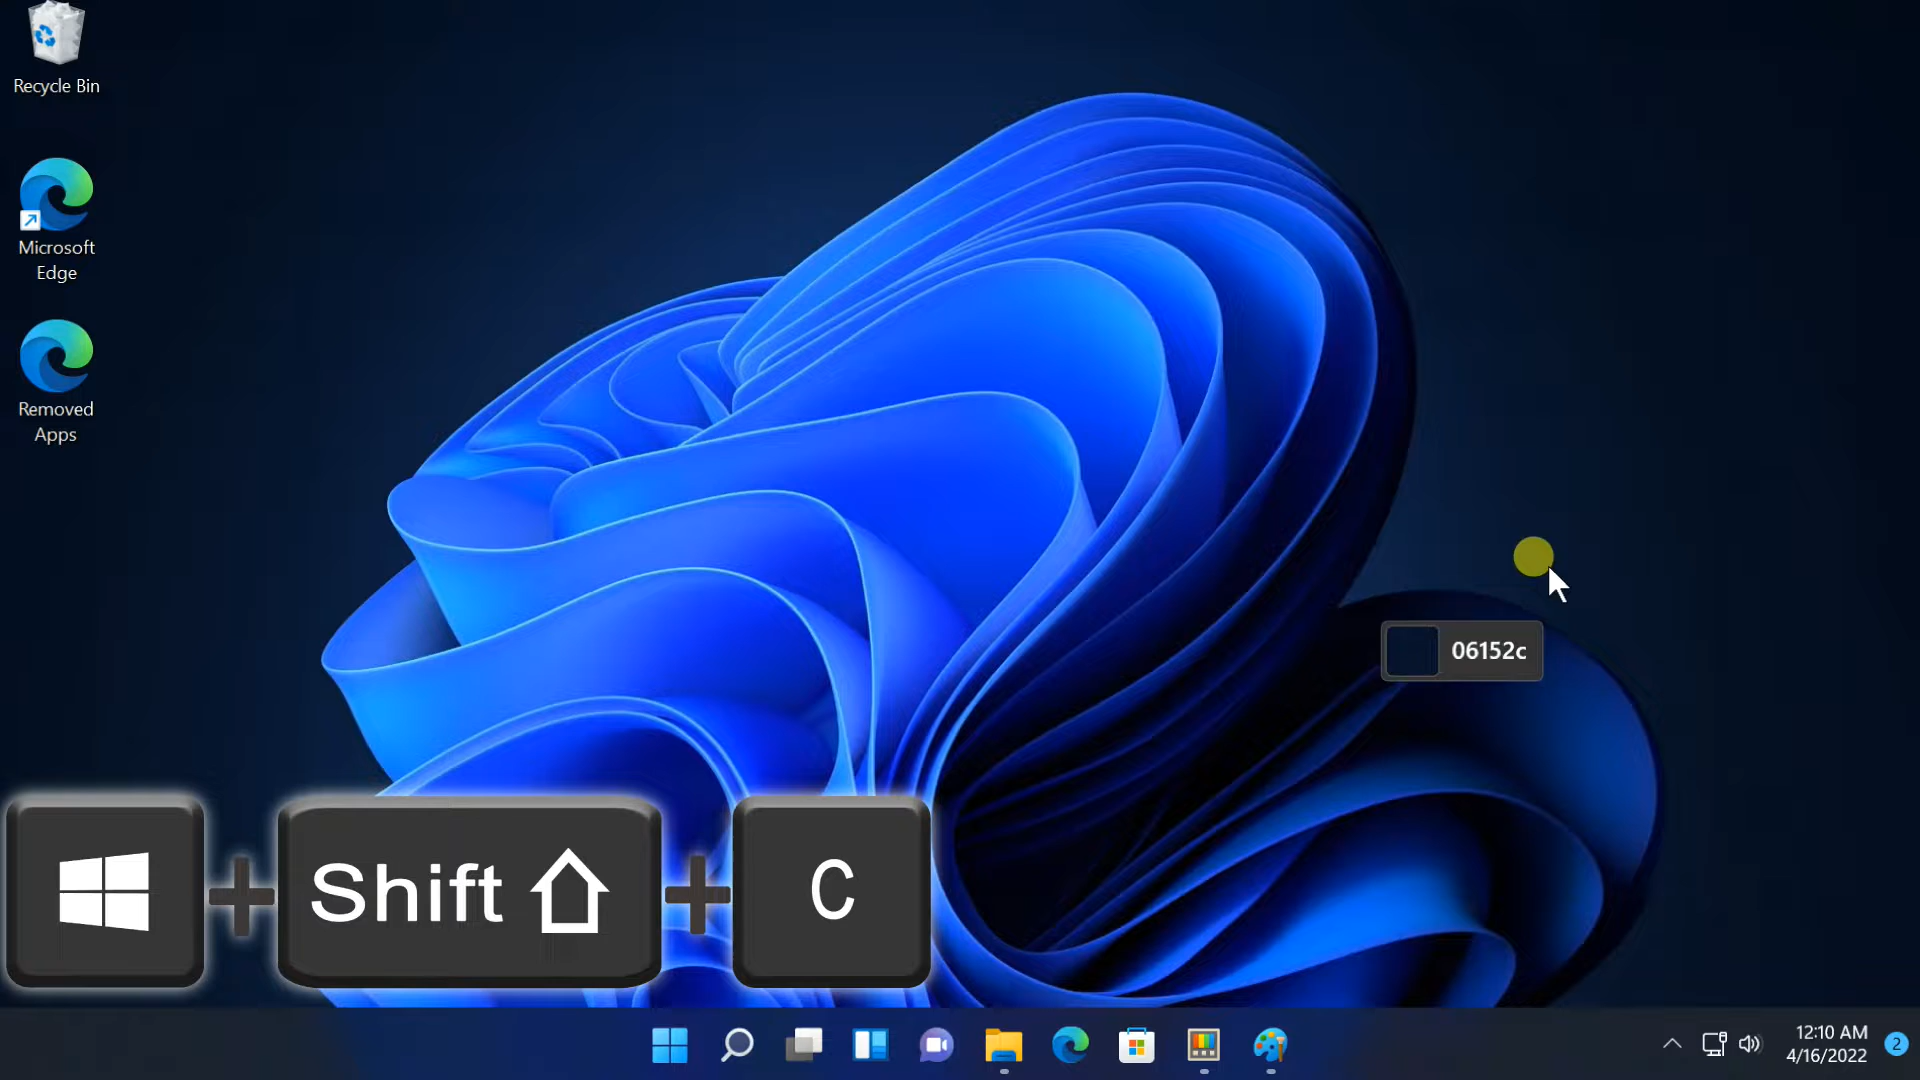 Recycle Bin
Microsoft
Edge
Removed
Apps
06152c
Shift
C
12:10 AM
4/16/2022
2